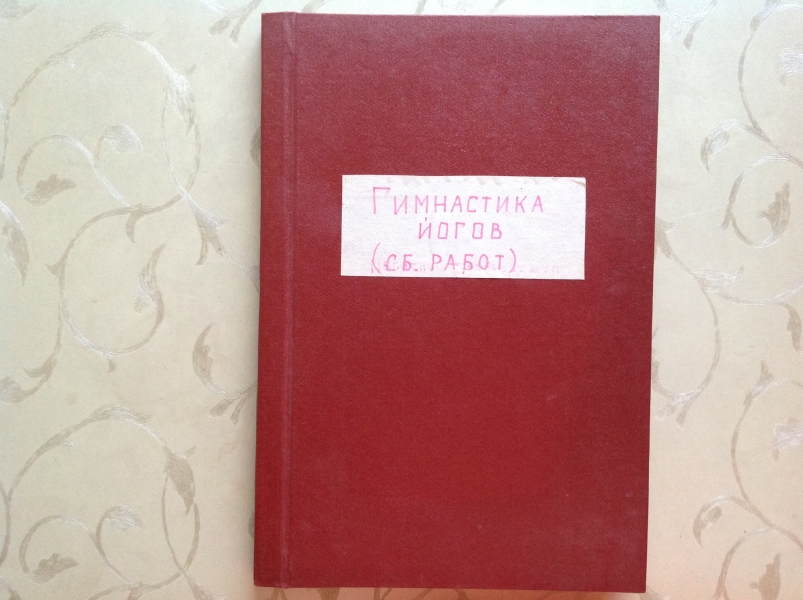 Гимнастика
йогов
(сб. работ)